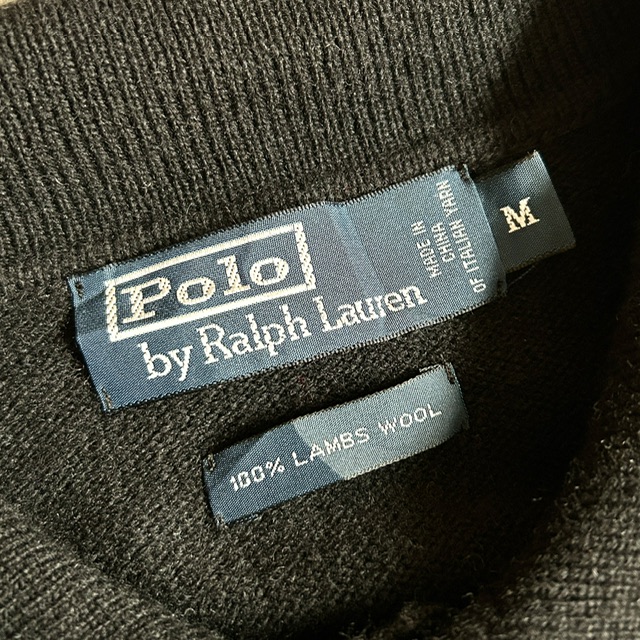 Polo
by Ralph Lauren
MADE IN
CHINA
OF ITALIAN YARN
M
100% LAMBS WOOL